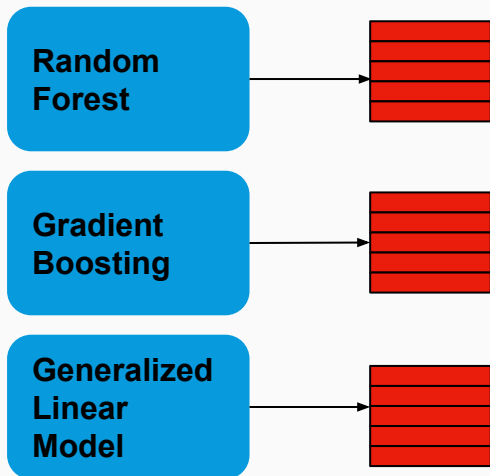 Random
Forest
Gradient
Boosting
Generalized
Linear
Model